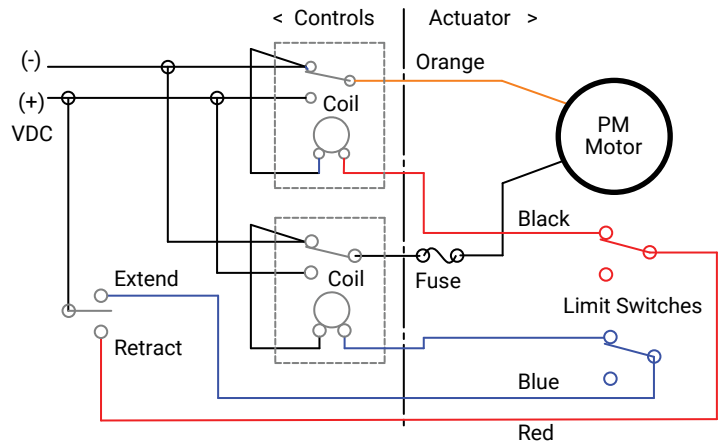 < Controls
Actuator >
(-)
Orange
(+)
Coil
VDC
PM
Motor
Black
Extend
Coil
Fuse
Limit Switches
Retract
Blue
Red